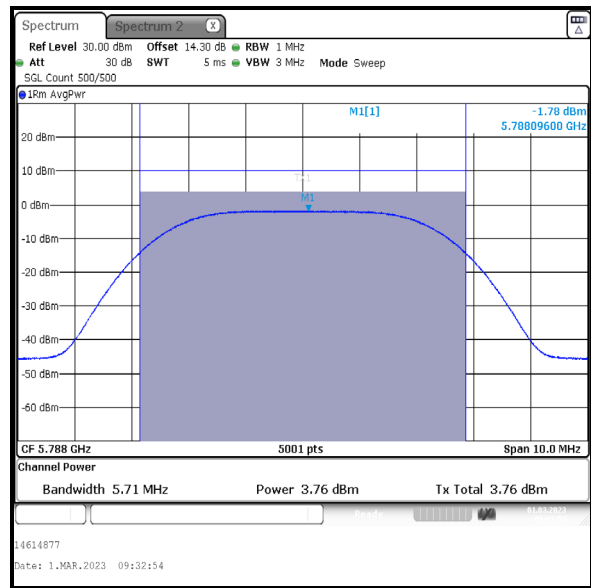 Spectrum Spectrum 2 X
Ref Level 30.00 dBm Offset 14.30 dB RBW 1 MHz
Att 30 dB SWT 5 ms VBW 3 MHz Mode Sweep
SGL Count 500/500
1Rm AvgPwr
M1[1] -1.78 dBm
5.78809600 GHz
20 dBm
10 dBm
M1
0 dBm
-10 dBm
-20 dBm
-30 dBm
-40 dBm
-50 dBm
-60 dBm
CF 5.788 GHz 5001 pts Span 10.0 MHz
Channel Power
Bandwidth 5.71 MHz Power 3.76 dBm Tx Total 3.76 dBm
Ready 01.03.2023
14614877
Date: 1.MAR.2023 09:32:54